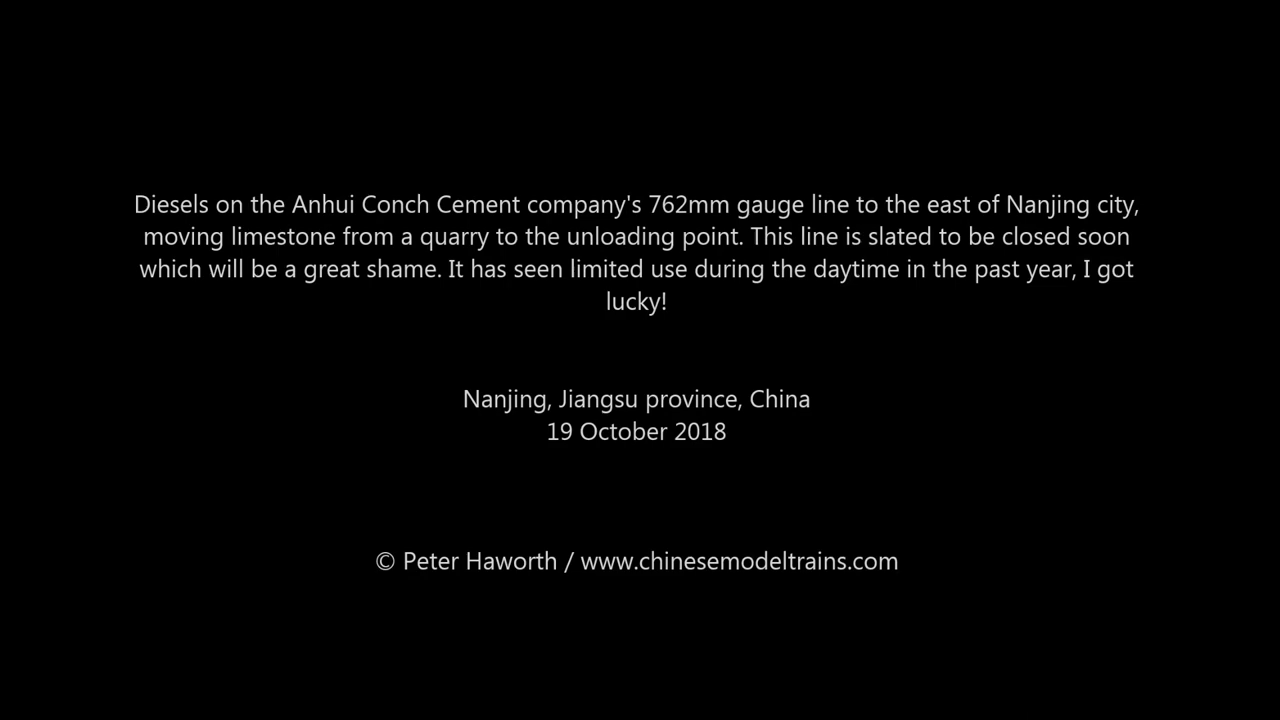 Diesels on the Anhui Conch Cement company's 762mm gauge line to the east of Nanjing city,
moving limestone from a quarry to the unloading point. This line is slated to be closed soon
which will be a great shame. It has seen limited use during the daytime in the past year, I got
lucky!
Nanjing, Jiangsu province, China
19 October 2018
© Peter Haworth / www.chinesemodeltrains.com